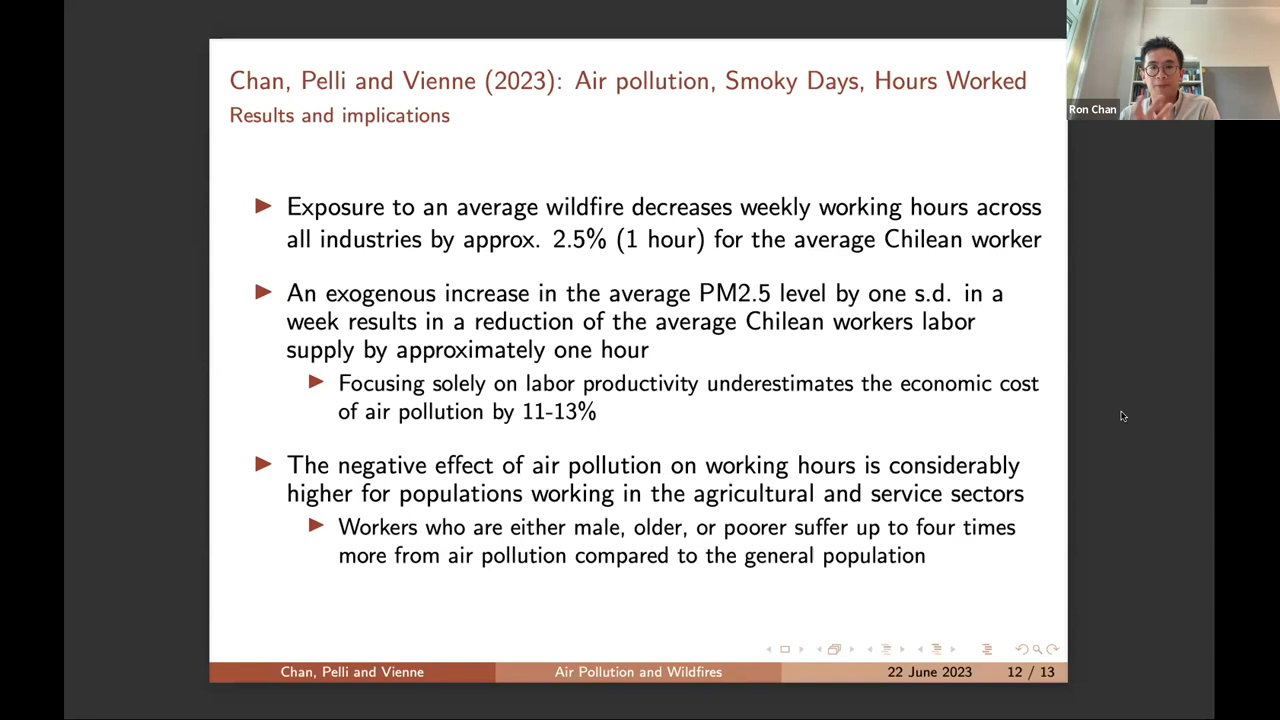 Chan, Pelli and Vienne (2023): Air pollution, Smoky Days, Hours Worked
Results and implications
Ron Chan
Exposure to an average wildfire decreases weekly working hours across
all industries by approx. 2.5% (1 hour) for the average Chilean worker
An exogenous increase in the average PM2.5 level by one s.d. in a
week results in a reduction of the average Chilean workers labor
supply by approximately one hour
Focusing solely on labor productivity underestimates the economic cost
of air pollution by 11-13%
The negative effect of air pollution on working hours is considerably
higher for populations working in the agricultural and service sectors
Workers who are either male, older, or poorer suffer up to four times
more from air pollution compared to the general population
Chan, Pelli and Vienne
Air Pollution and Wildfires
22 June 2023
12 / 13